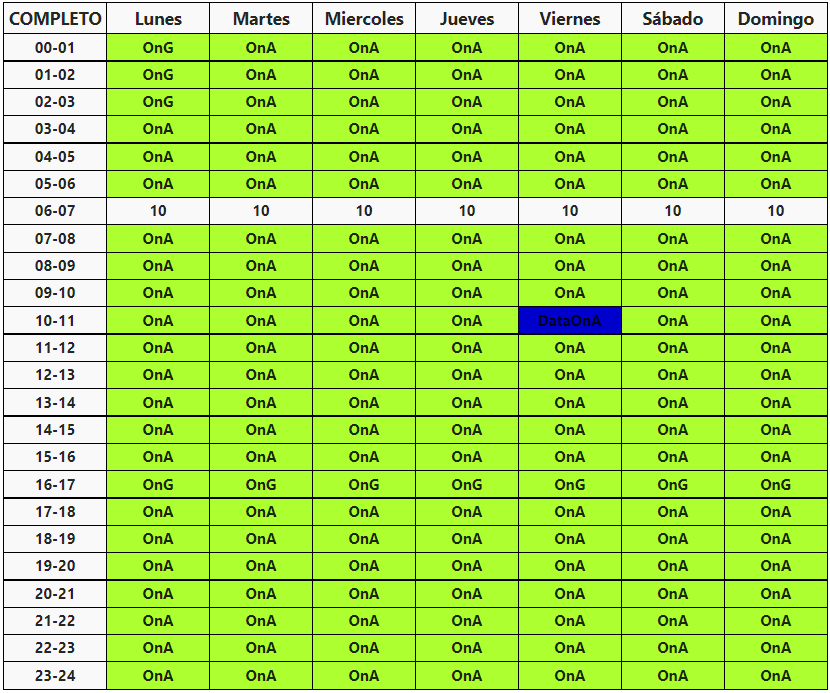 COMPLETO Lunes Martes Miercoles Jueves Viernes Sábado Domingo
00-01 OnG OnA OnA OnA OnA OnA OnA
01-02 OnG OnA OnA OnA OnA OnA OnA
02-03 OnG OnA OnA OnA OnA OnA OnA
03-04 OnA OnA OnA OnA OnA OnA OnA
04-05 OnA OnA OnA OnA OnA OnA OnA
05-06 OnA OnA OnA OnA OnA OnA OnA
06-07 10 10 10 10 10 10 10
07-08 OnA OnA OnA OnA OnA OnA OnA
08-09 OnA OnA OnA OnA OnA OnA OnA
09-10 OnA OnA OnA OnA OnA OnA OnA
10-11 OnA OnA OnA OnA DataOnA OnA OnA
11-12 OnA OnA OnA OnA OnA OnA OnA
12-13 OnA OnA OnA OnA OnA OnA OnA
13-14 OnA OnA OnA OnA OnA OnA OnA
14-15 OnA OnA OnA OnA OnA OnA OnA
15-16 OnA OnA OnA OnA OnA OnA OnA
16-17 OnG OnG OnG OnG OnG OnG OnG
17-18 OnA OnA OnA OnA OnA OnA OnA
18-19 OnA OnA OnA OnA OnA OnA OnA
19-20 OnA OnA OnA OnA OnA OnA OnA
20-21 OnA OnA OnA OnA OnA OnA OnA
21-22 OnA OnA OnA OnA OnA OnA OnA
22-23 OnA OnA OnA OnA OnA OnA OnA
23-24 OnA OnA OnA OnA OnA OnA OnA